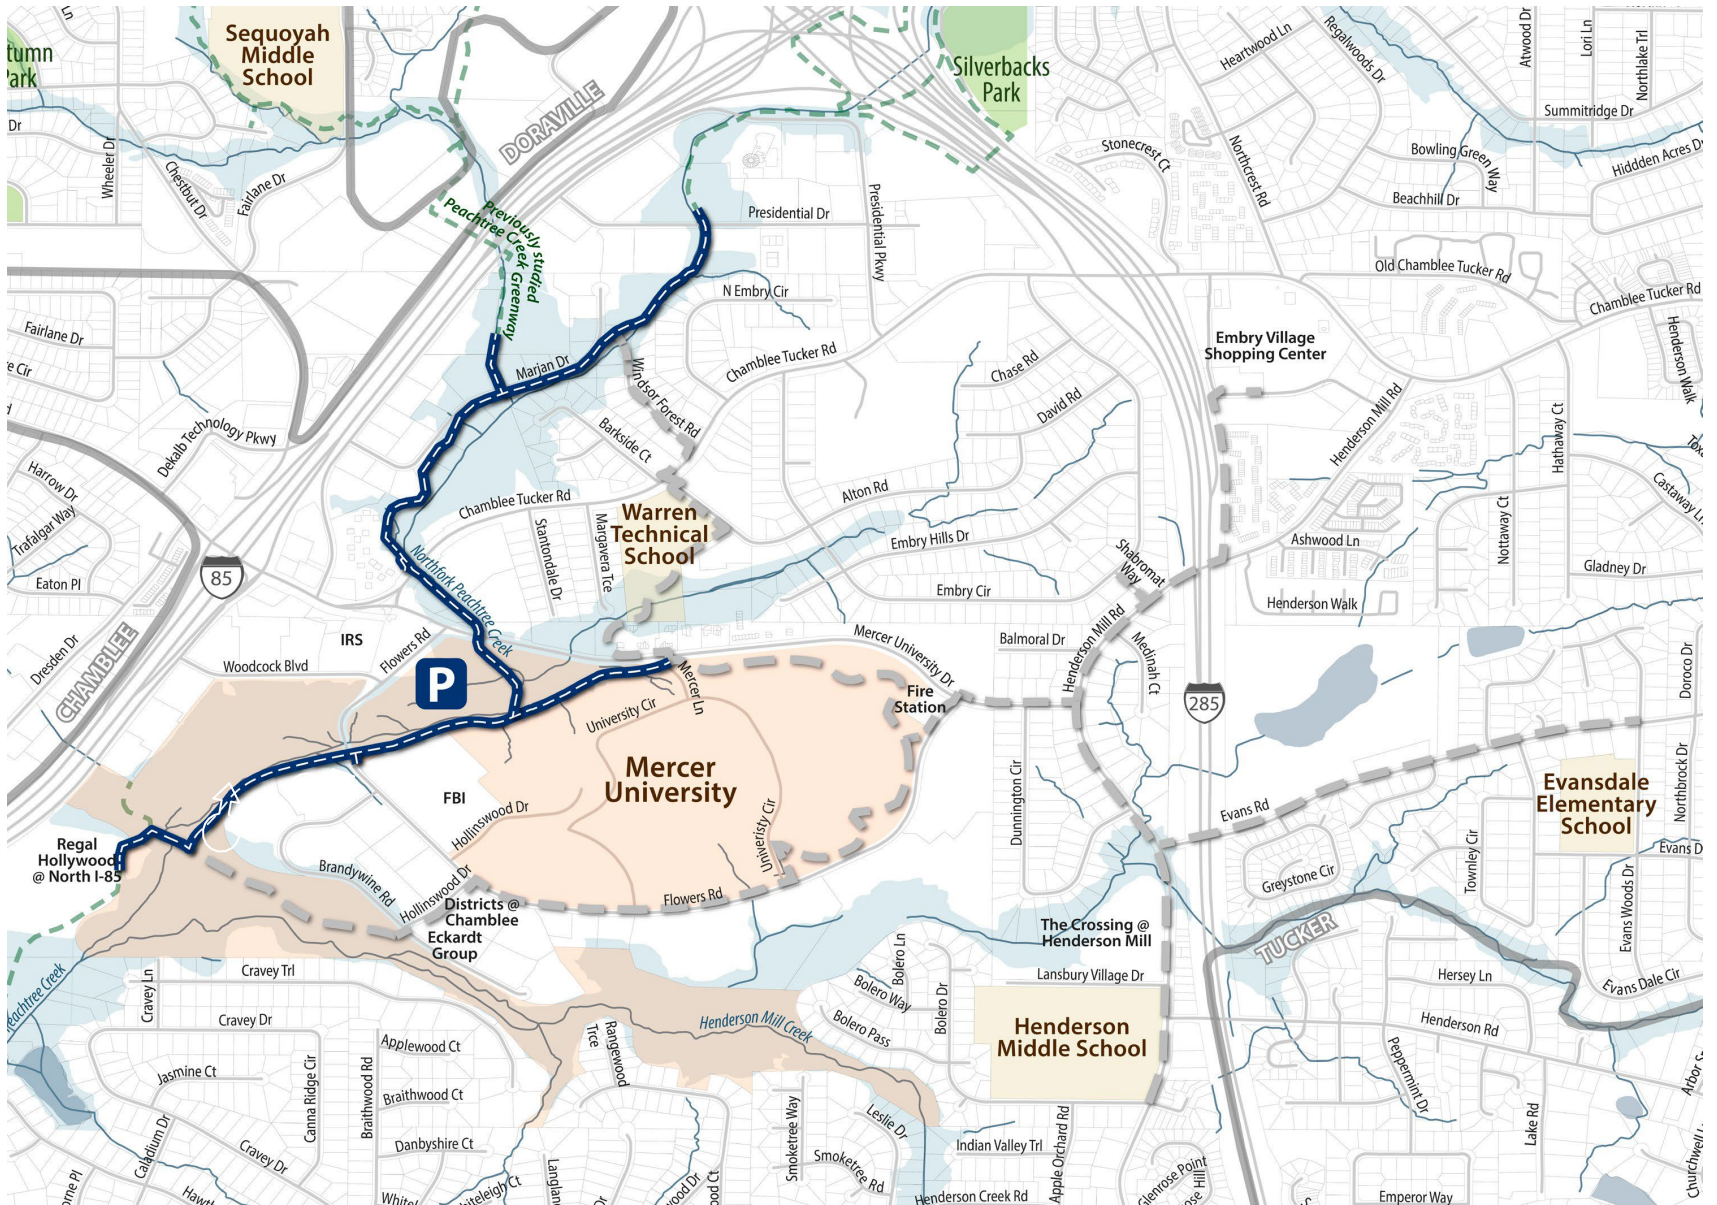 Sequoyah
Middle
School
tumn
Park
Ln
Dr
Wheeler Dr
Chestbut Dr
Fairlane Dr
DORAVILLE
Previously studied
Peachtree Creek Greenway
Silverbacks
Park
Heartwood Ln
Regalwoods Dr
Atwood Dr
Lori Ln
Northlake Trl
Summitridge Dr
Hiddden Acres Dr
Bowling Green
Way
Beachhill Dr
Stonecrest Ct
Northcrest Rd
Presidential Dr
Presidential Pkwy
N Embry Cir
Old Chamblee Tucker Rd
Chamblee Tucker Rd
Henderson Walk
Embry Village
Shopping Center
Fairlane Dr
re Cir
Marjan Dr
Windsor Forest Rd
Chamblee Tucker Rd
Chase Rd
David Rd
Henderson Mill Rd
Hathaway Ct
Dekalb Technology Pkwy
Barkside Ct
Harrow Dr
Trafalgar Way
Eaton Pl
Chamblee Tucker Rd
Alton Rd
Warren
Technical
School
Stantondale Dr
Margavera Tce
Embry Hills Dr
Embry Cir
Shabromat
Way
Ashwood Ln
Henderson Walk
Nottaway Ct
Castaway Ln
Gladney Dr
85
Northfork Peachtree Creek
IRS
Flowers Rd
Woodcock Blvd
Dresden Dr
CHAMBLEE
P
Mercer University Dr
Balmoral Dr
Henderson Mill Rd
Medinah Ct
Doroco Dr
Mercer Ln
University Cir
Fire
Station
285
Mercer
University
FBI
Hollinswood Dr
Univeristy Cir
Dunnington Cir
Evans Rd
Evansdale
Elementary
School
Northbrook Dr
Evans D
Regal
Hollywood
@ North I-85
Brandywine Rd
Hollinswood Dr
Flowers Rd
Districts @
Chamblee
Eckardt
Group
Greystone Cir
Townley Cir
Evans Woods Dr
The Crossing @
Henderson Mill
TUCKER
Bolero Ln
Lansbury Village Dr
Hersey Ln
Evans Dale Cir
Cravey Ln
Cravey Trl
Bolero Way
Bolero Dr
Bolero Pass
Henderson Mill Creek
Cravey Dr
Henderson
Middle School
Henderson Rd
Peppermint Dr
Applewood Ct
Rangewood
Trce
Jasmine Ct
Canna Ridge Cir
Braithwood Rd
Braithwood Ct
Danbyshire Ct
Caladium Dr
Cravey Dr
Smoketree Way
Leslie Dr
Smoketree Rd
Indian Valley Trl
Apple Orchard Rd
Henderson Creek Rd
Glenrose Point
Lake Rd
Emperor Way